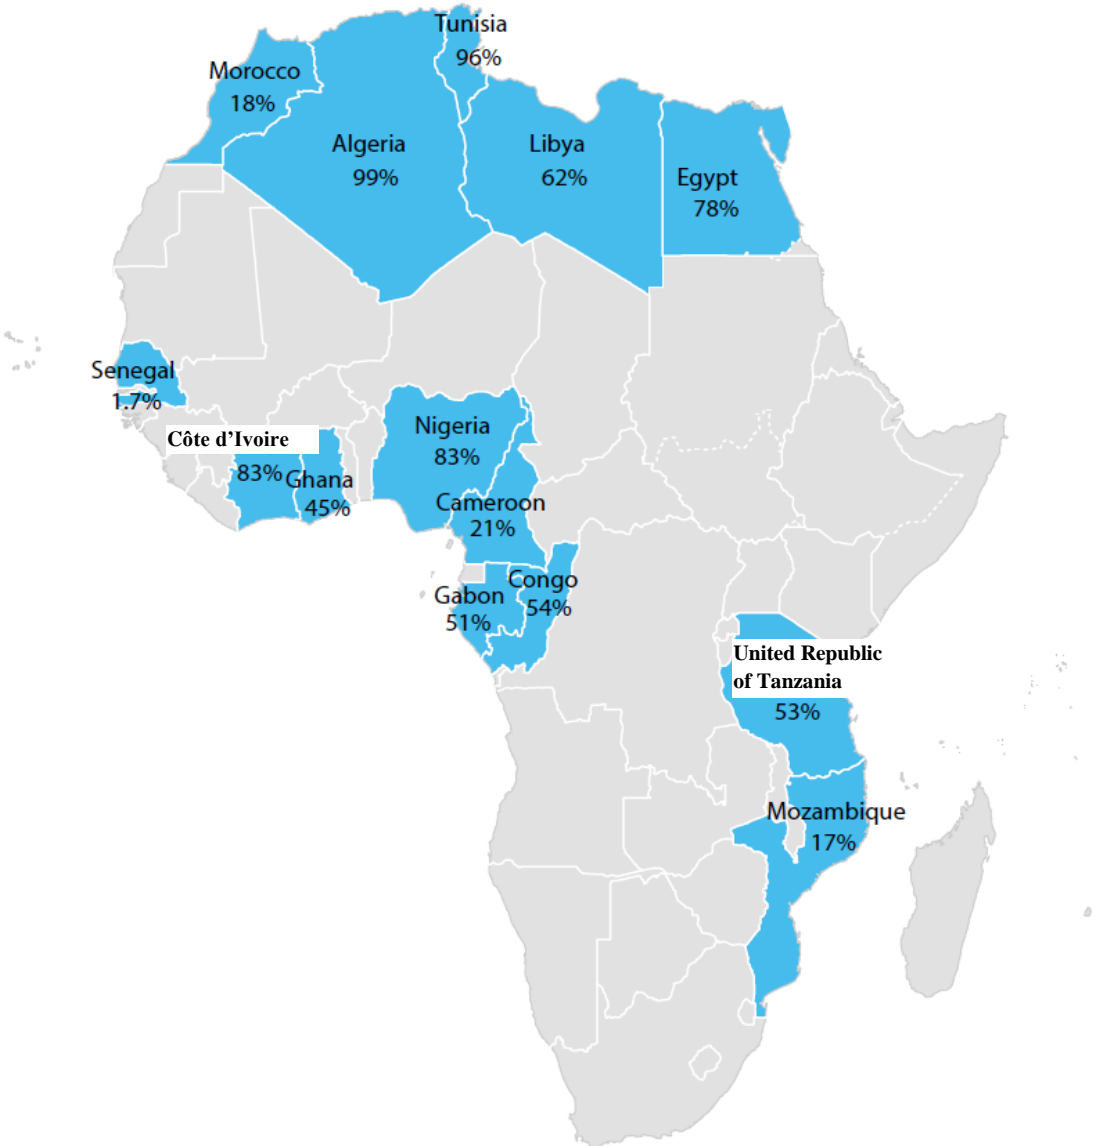 Tunisia
96%
Morocco
18%
Algeria
99%
Libya
62%
Egypt
78%
Senegal
1.7%
Côte d’Ivoire
83%
Ghana
45%
Nigeria
83%
Cameroon
21%
Congo
54%
Gabon
51%
United Republic
of Tanzania
53%
Mozambique
17%